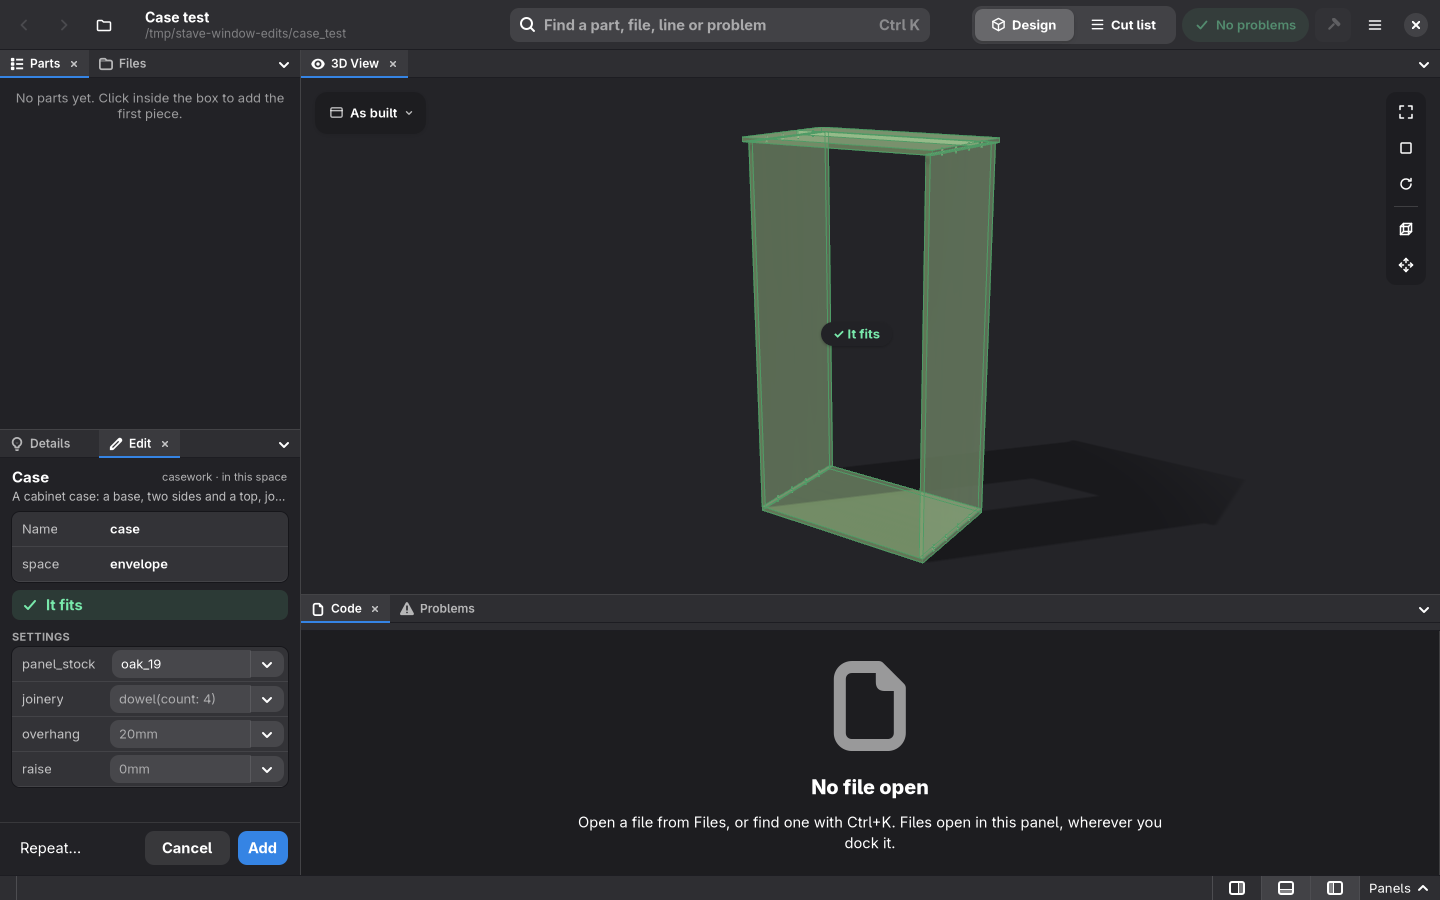 Case test
/tmp/stave-window-edits/case_test
Find a part, file, line or problem
Ctrl K
Design
Cut list
No problems
Parts
Files
3D View
No parts yet. Click inside the box to add the
first piece.
As built
It fits
Details
Edit
Case
casework · in this space
A cabinet case: a base, two sides and a top, jo...
Name
case
space
envelope
It fits
SETTINGS
panel_stock
oak_19
joinery
dowel(count: 4)
overhang
20mm
raise
0mm
Repeat...
Cancel
Add
Code
Problems
No file open
Open a file from Files, or find one with Ctrl+K. Files open in this panel, wherever you
dock it.
Panels